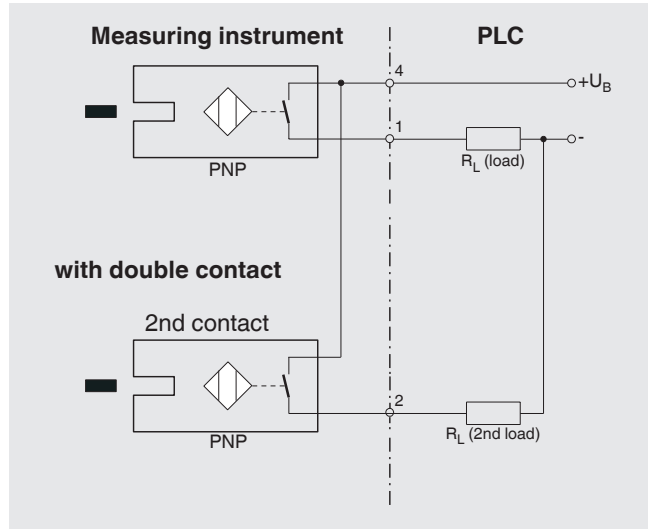 Measuring instrument
PLC
4
+U_B
1
-
R_L (load)
PNP
with double contact
2nd contact
2
R_L (2nd load)
PNP